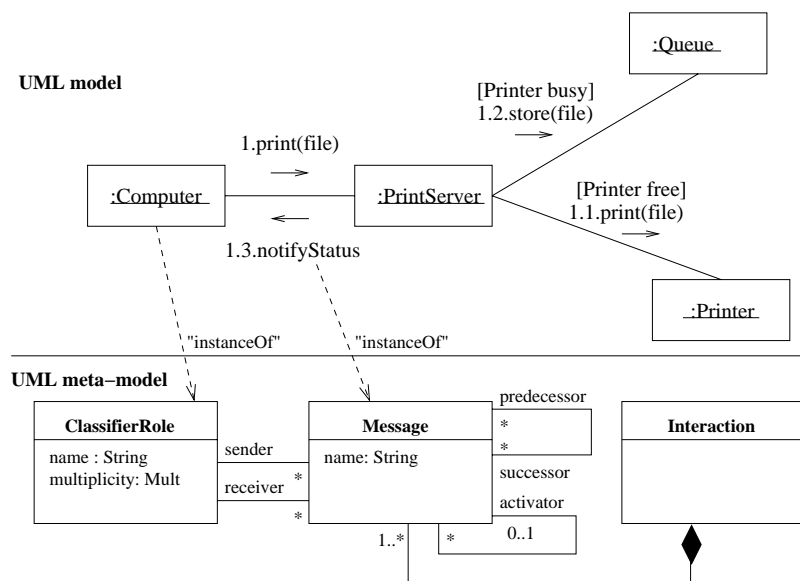 :Queue
UML model
[Printer busy]
1.2.store(file)
1.print(file)
:Computer
:PrintServer
[Printer free]
1.1.print(file)
1.3.notifyStatus
:Printer
"instanceOf"
"instanceOf"
UML meta−model
predecessor
ClassifierRole
Message
*
Interaction
name : String
sender
name: String
*
multiplicity: Mult
*
successor
receiver
activator
*
1..*
*
0..1